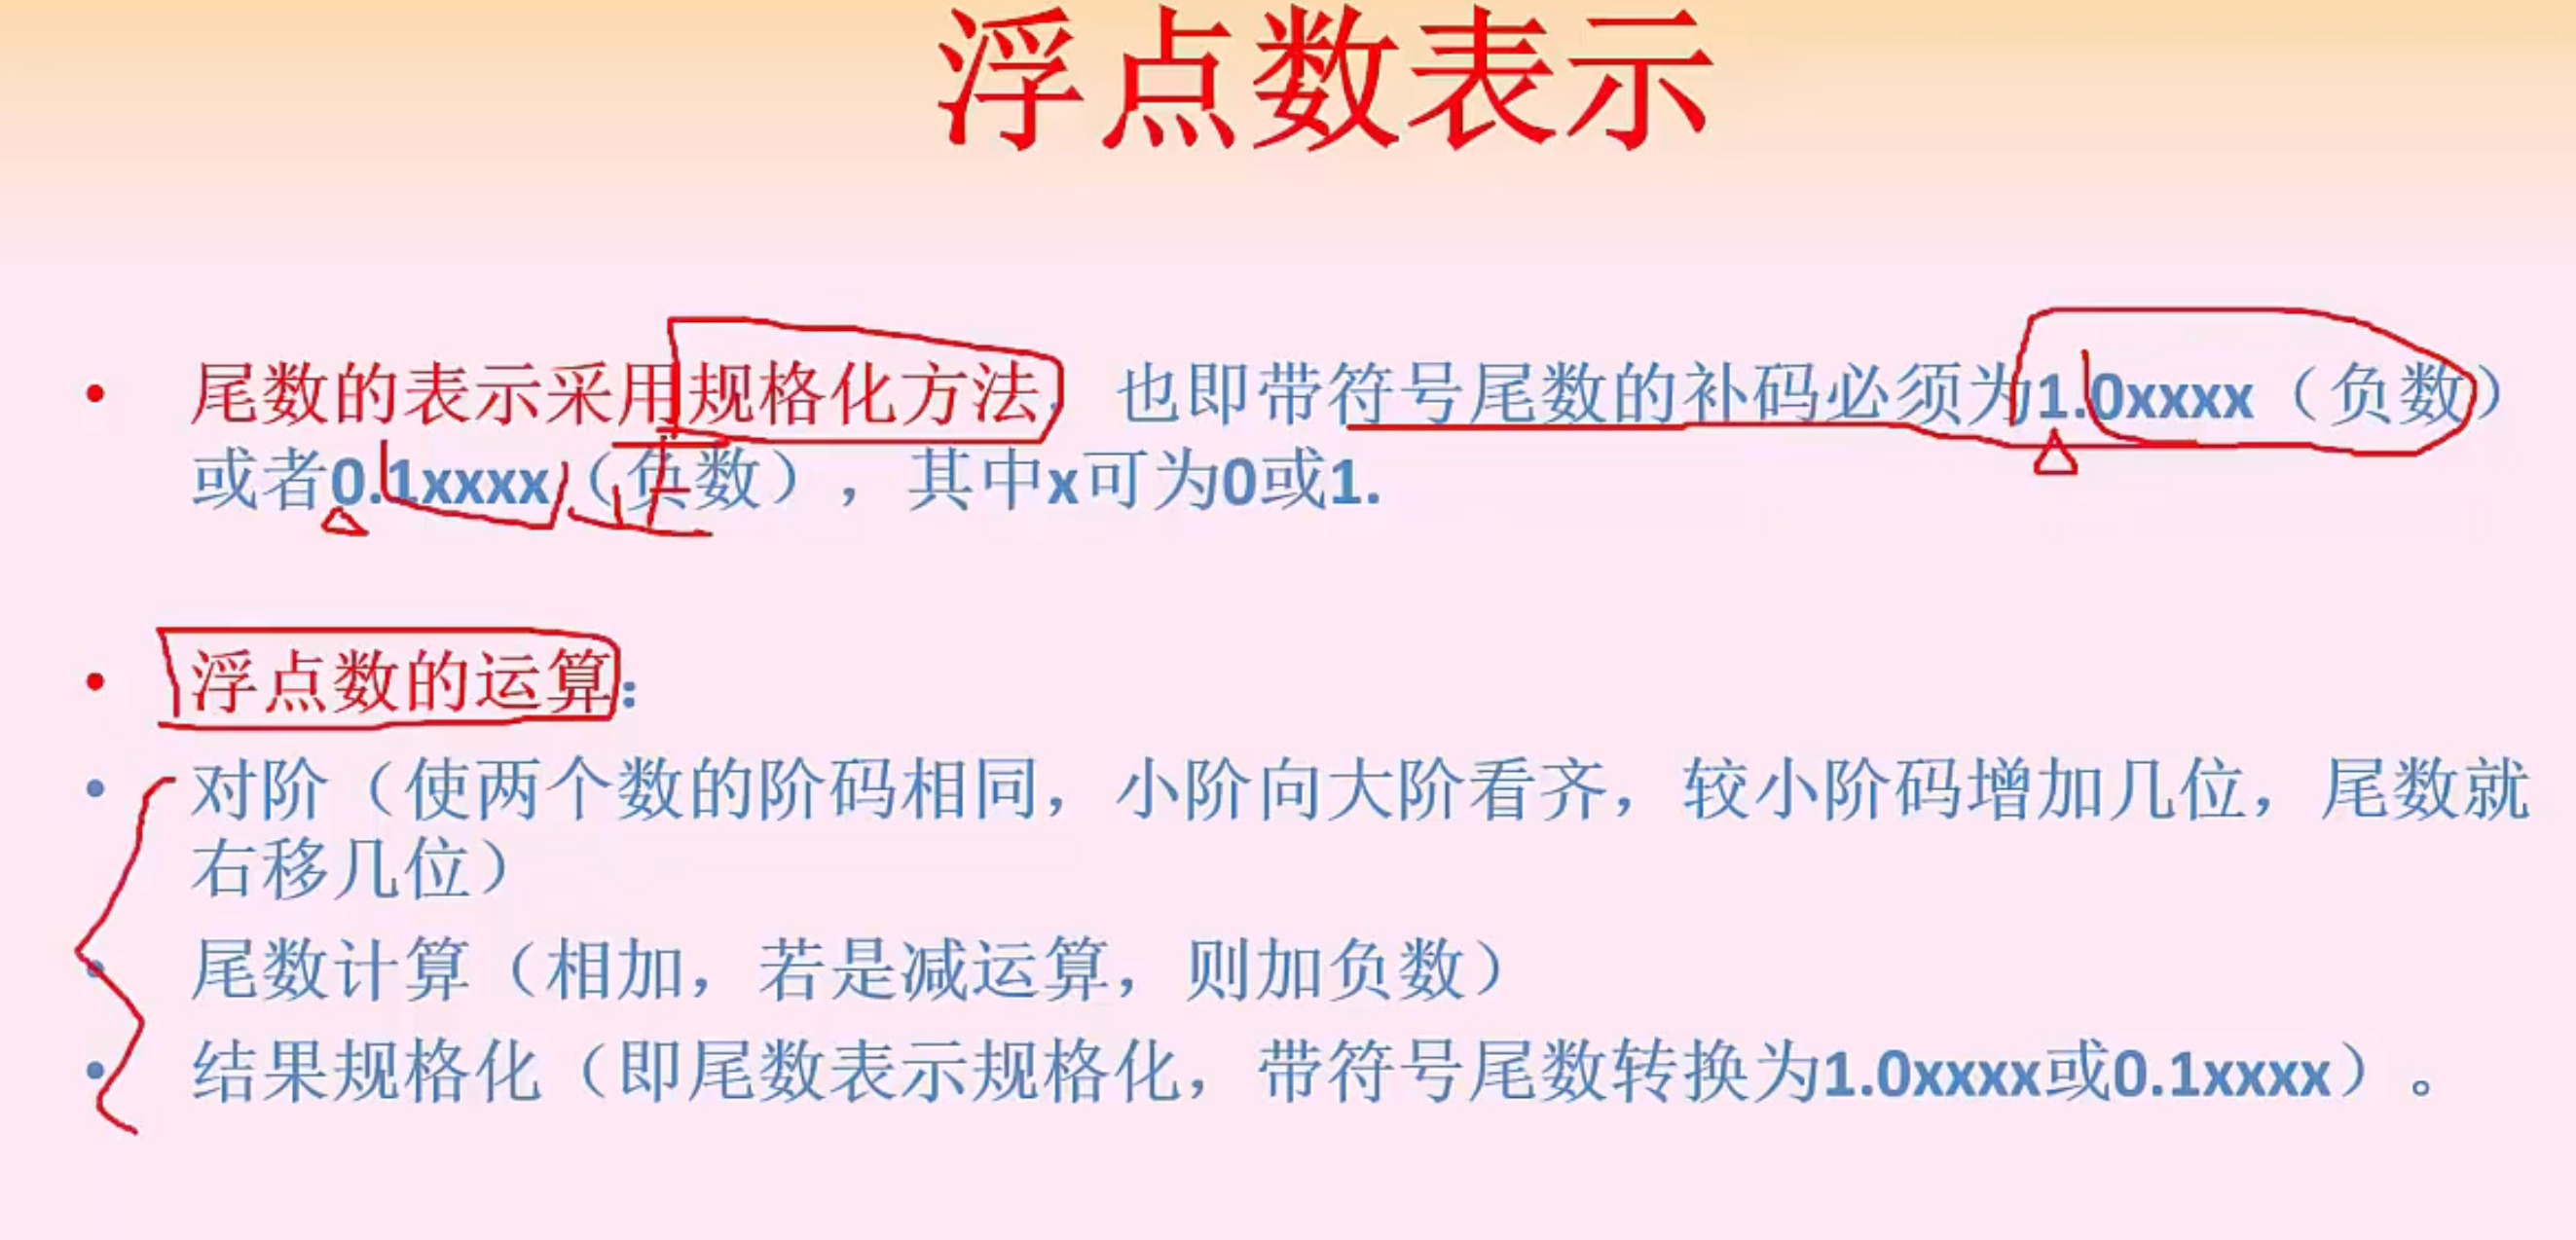 浮点数表示
• 尾数的表示采用规格化方法, 也即带符号尾数的补码必须为1.0xxxx（负数）
或者0.1xxxx（负数），其中x可为0或1.
正
• 浮点数的运算：
• 对阶（使两个数的阶码相同，小阶向大阶看齐，较小阶码增加几位，尾数就
右移几位）
• 尾数计算（相加，若是减运算，则加负数）
• 结果规格化（即尾数表示规格化，带符号尾数转换为1.0xxxx或0.1xxxx）。